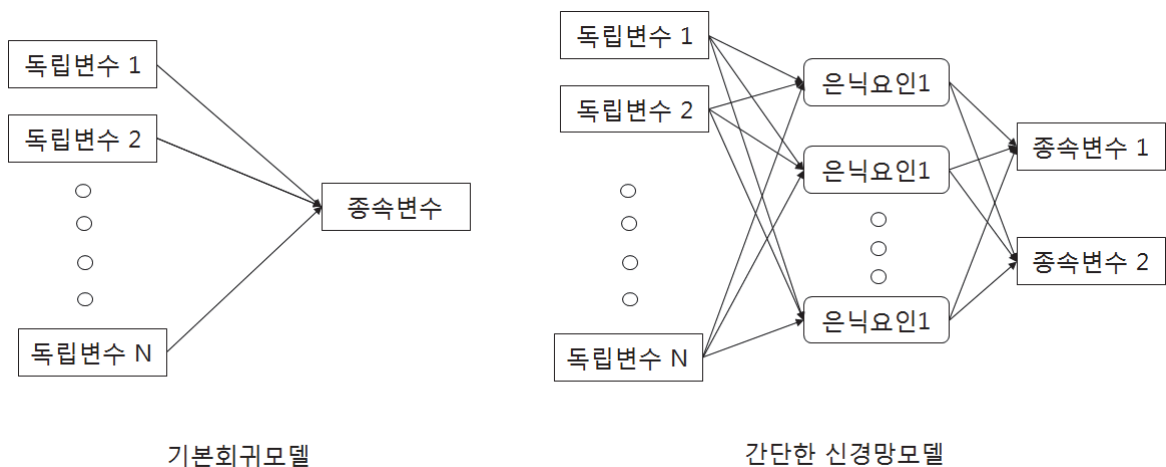 독립변수 1
독립변수 2
독립변수 N
종속변수
기본회귀모델
독립변수 1
독립변수 2
독립변수 N
은닉요인1
은닉요인1
은닉요인1
종속변수 1
종속변수 2
간단한 신경망모델